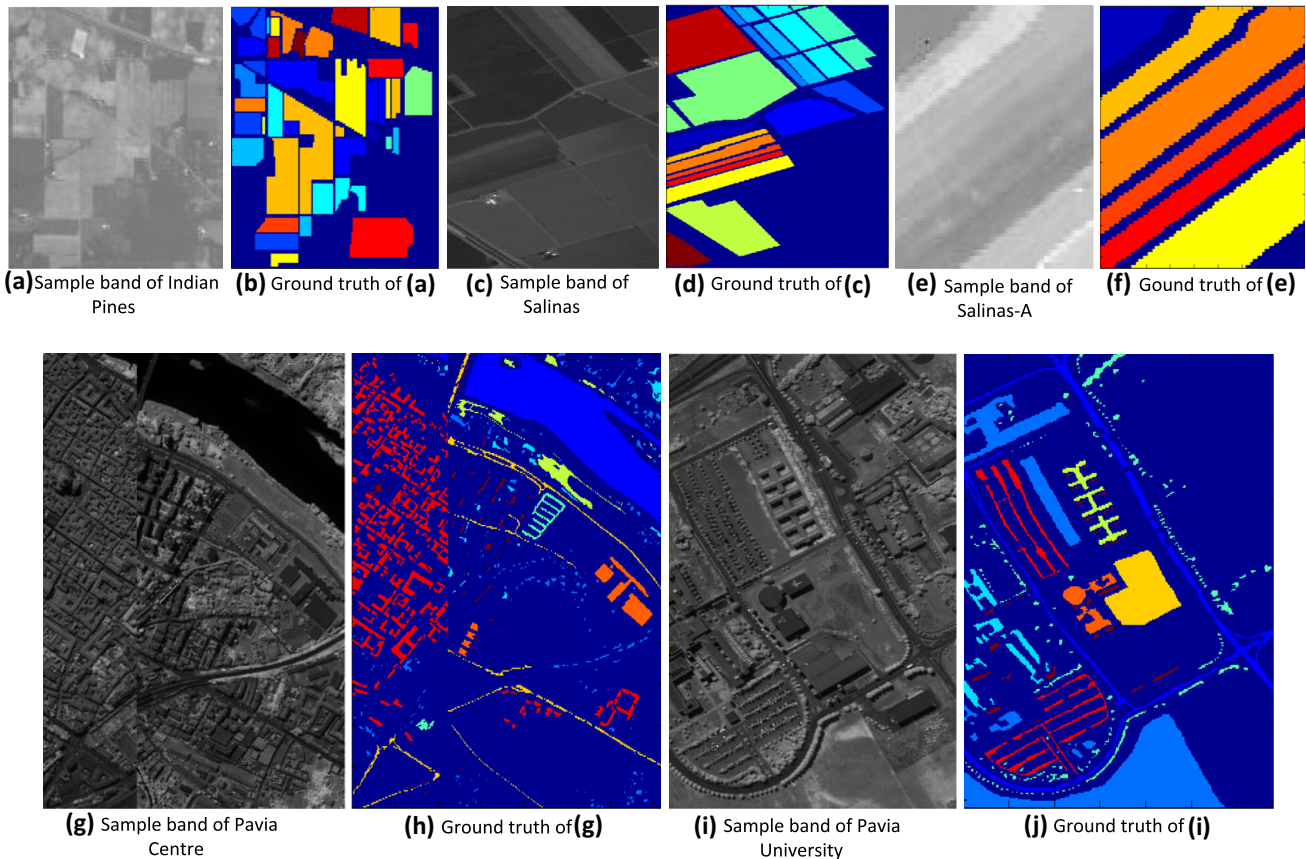 (a) Sample band of Indian
Pines
(b) Ground truth of (a)
(c) Sample band of
Salinas
(d) Ground truth of (c)
(e) Sample band of
Salinas-A
(f) Gound truth of (e)
(g) Sample band of Pavia
Centre
(h) Ground truth of (g)
(i) Sample band of Pavia
University
(j) Ground truth of (i)